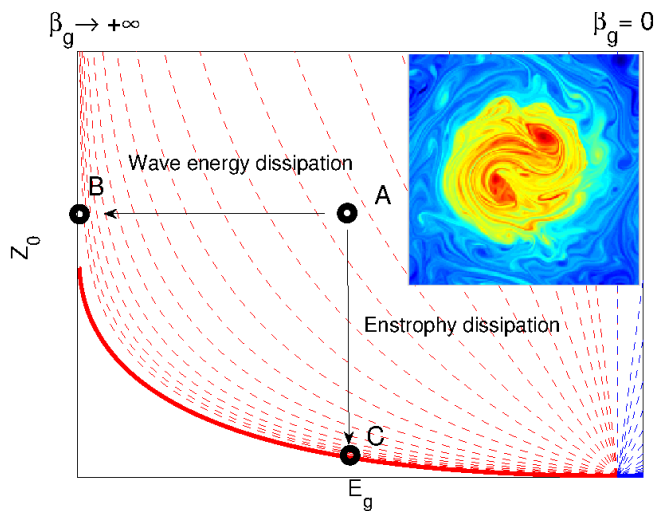 β_g → +∞
β_g = 0
Wave energy dissipation
B
A
Z_0
Enstrophy dissipation
C
E_g